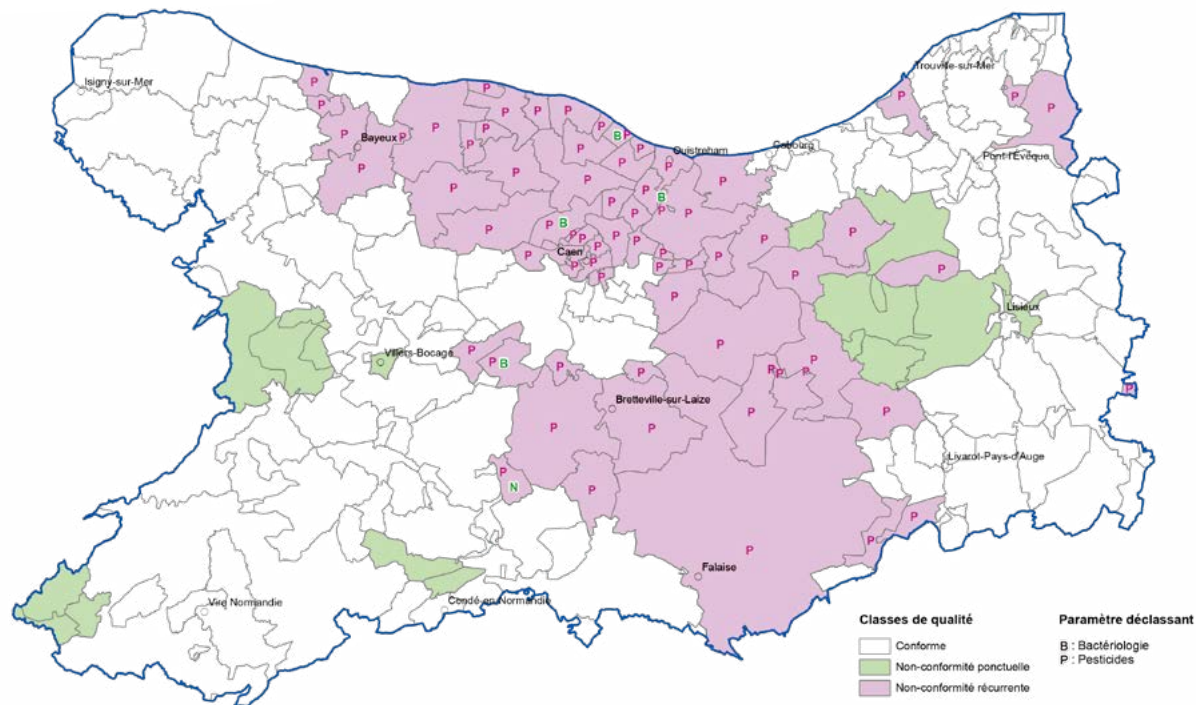 Isigny-sur-Mer
Trouville-sur-Mer
P
P
P
P
P
P
P P P
P
P
Bayeux
P
P
P
P
P
B
P
P
P
P
Ouistreham
P
Cabourg
Pont-l'Evêque
P
P
P
P
P
P
P
B
P
P
P
P
P
B
P
P
P
P
P
P
P
Caen
P
P
P
P
P
P
P
P
P
P
P
P
Lisieux
P
Villers-Bocage
P
P
B
P
P
P
P
P
P
P
P
P
Bretteville-sur-Laize
P
P
P
Livarot-Pays-d'Auge
P
N
P
P
P
P
Falaise
Vire Normandie
Condé-en-Normandie
Classes de qualité
Paramètre déclassant
Conforme
B : Bactériologie
Non-conformité ponctuelle
P : Pesticides
Non-conformité récurrente